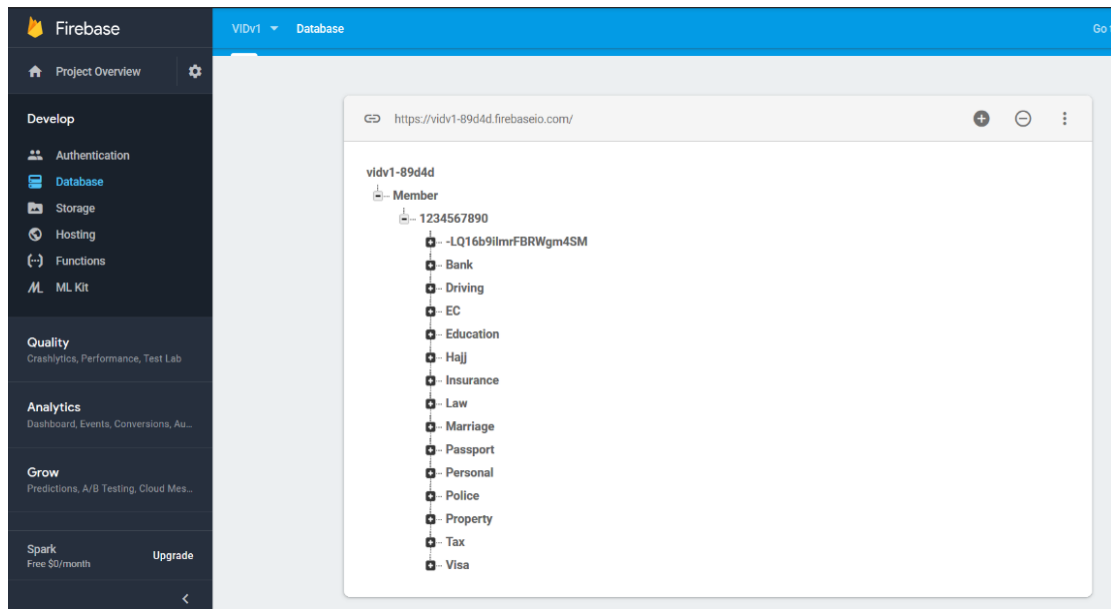 Firebase
VIDv1 Database
Go
Project Overview
Develop
Authentication
Database
Storage
Hosting
Functions
ML Kit
Quality
Crashlytics, Performance, Test Lab
Analytics
Dashboard, Events, Conversions, Au...
Grow
Predictions, A/B Testing, Cloud Mes...
Spark
Free $0/month
Upgrade
https://vidv1-89d4d.firebaseio.com/
vidv1-89d4d
Member
1234567890
-LQ16b9ilmrFBRWgm4SM
Bank
Driving
EC
Education
Hajj
Insurance
Law
Marriage
Passport
Personal
Police
Property
Tax
Visa